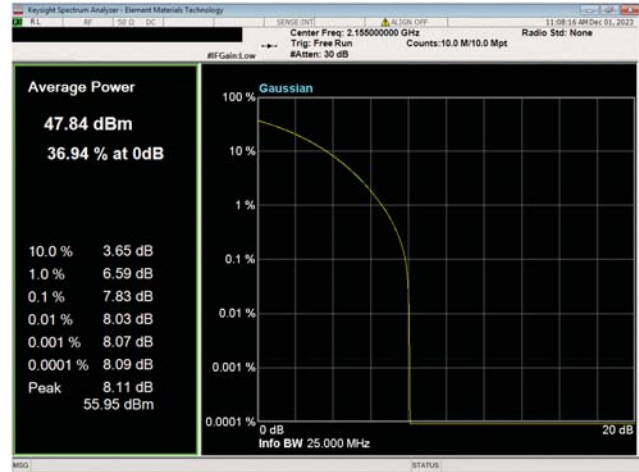 Keysight Spectrum Analyzer - Element Materials Technology
RL RF 50 Ω DC SENSE:INT ALIGN OFF 11:08:16 AM Dec 01, 2023
Center Freq: 2.155000000 GHz Radio Std: None
Trig: Free Run Counts:10.0 M/10.0 Mpt
#IFGain:Low #Atten: 30 dB
Average Power
47.84 dBm
36.94 % at 0dB
10.0 % 3.65 dB
1.0 % 6.59 dB
0.1 % 7.83 dB
0.01 % 8.03 dB
0.001 % 8.07 dB
0.0001 % 8.09 dB
Peak 8.11 dB
55.95 dBm
Gaussian
100 %
10 %
1 %
0.1 %
0.01 %
0.001 %
0.0001 %
0 dB 20 dB
Info BW 25.000 MHz
MSG STATUS